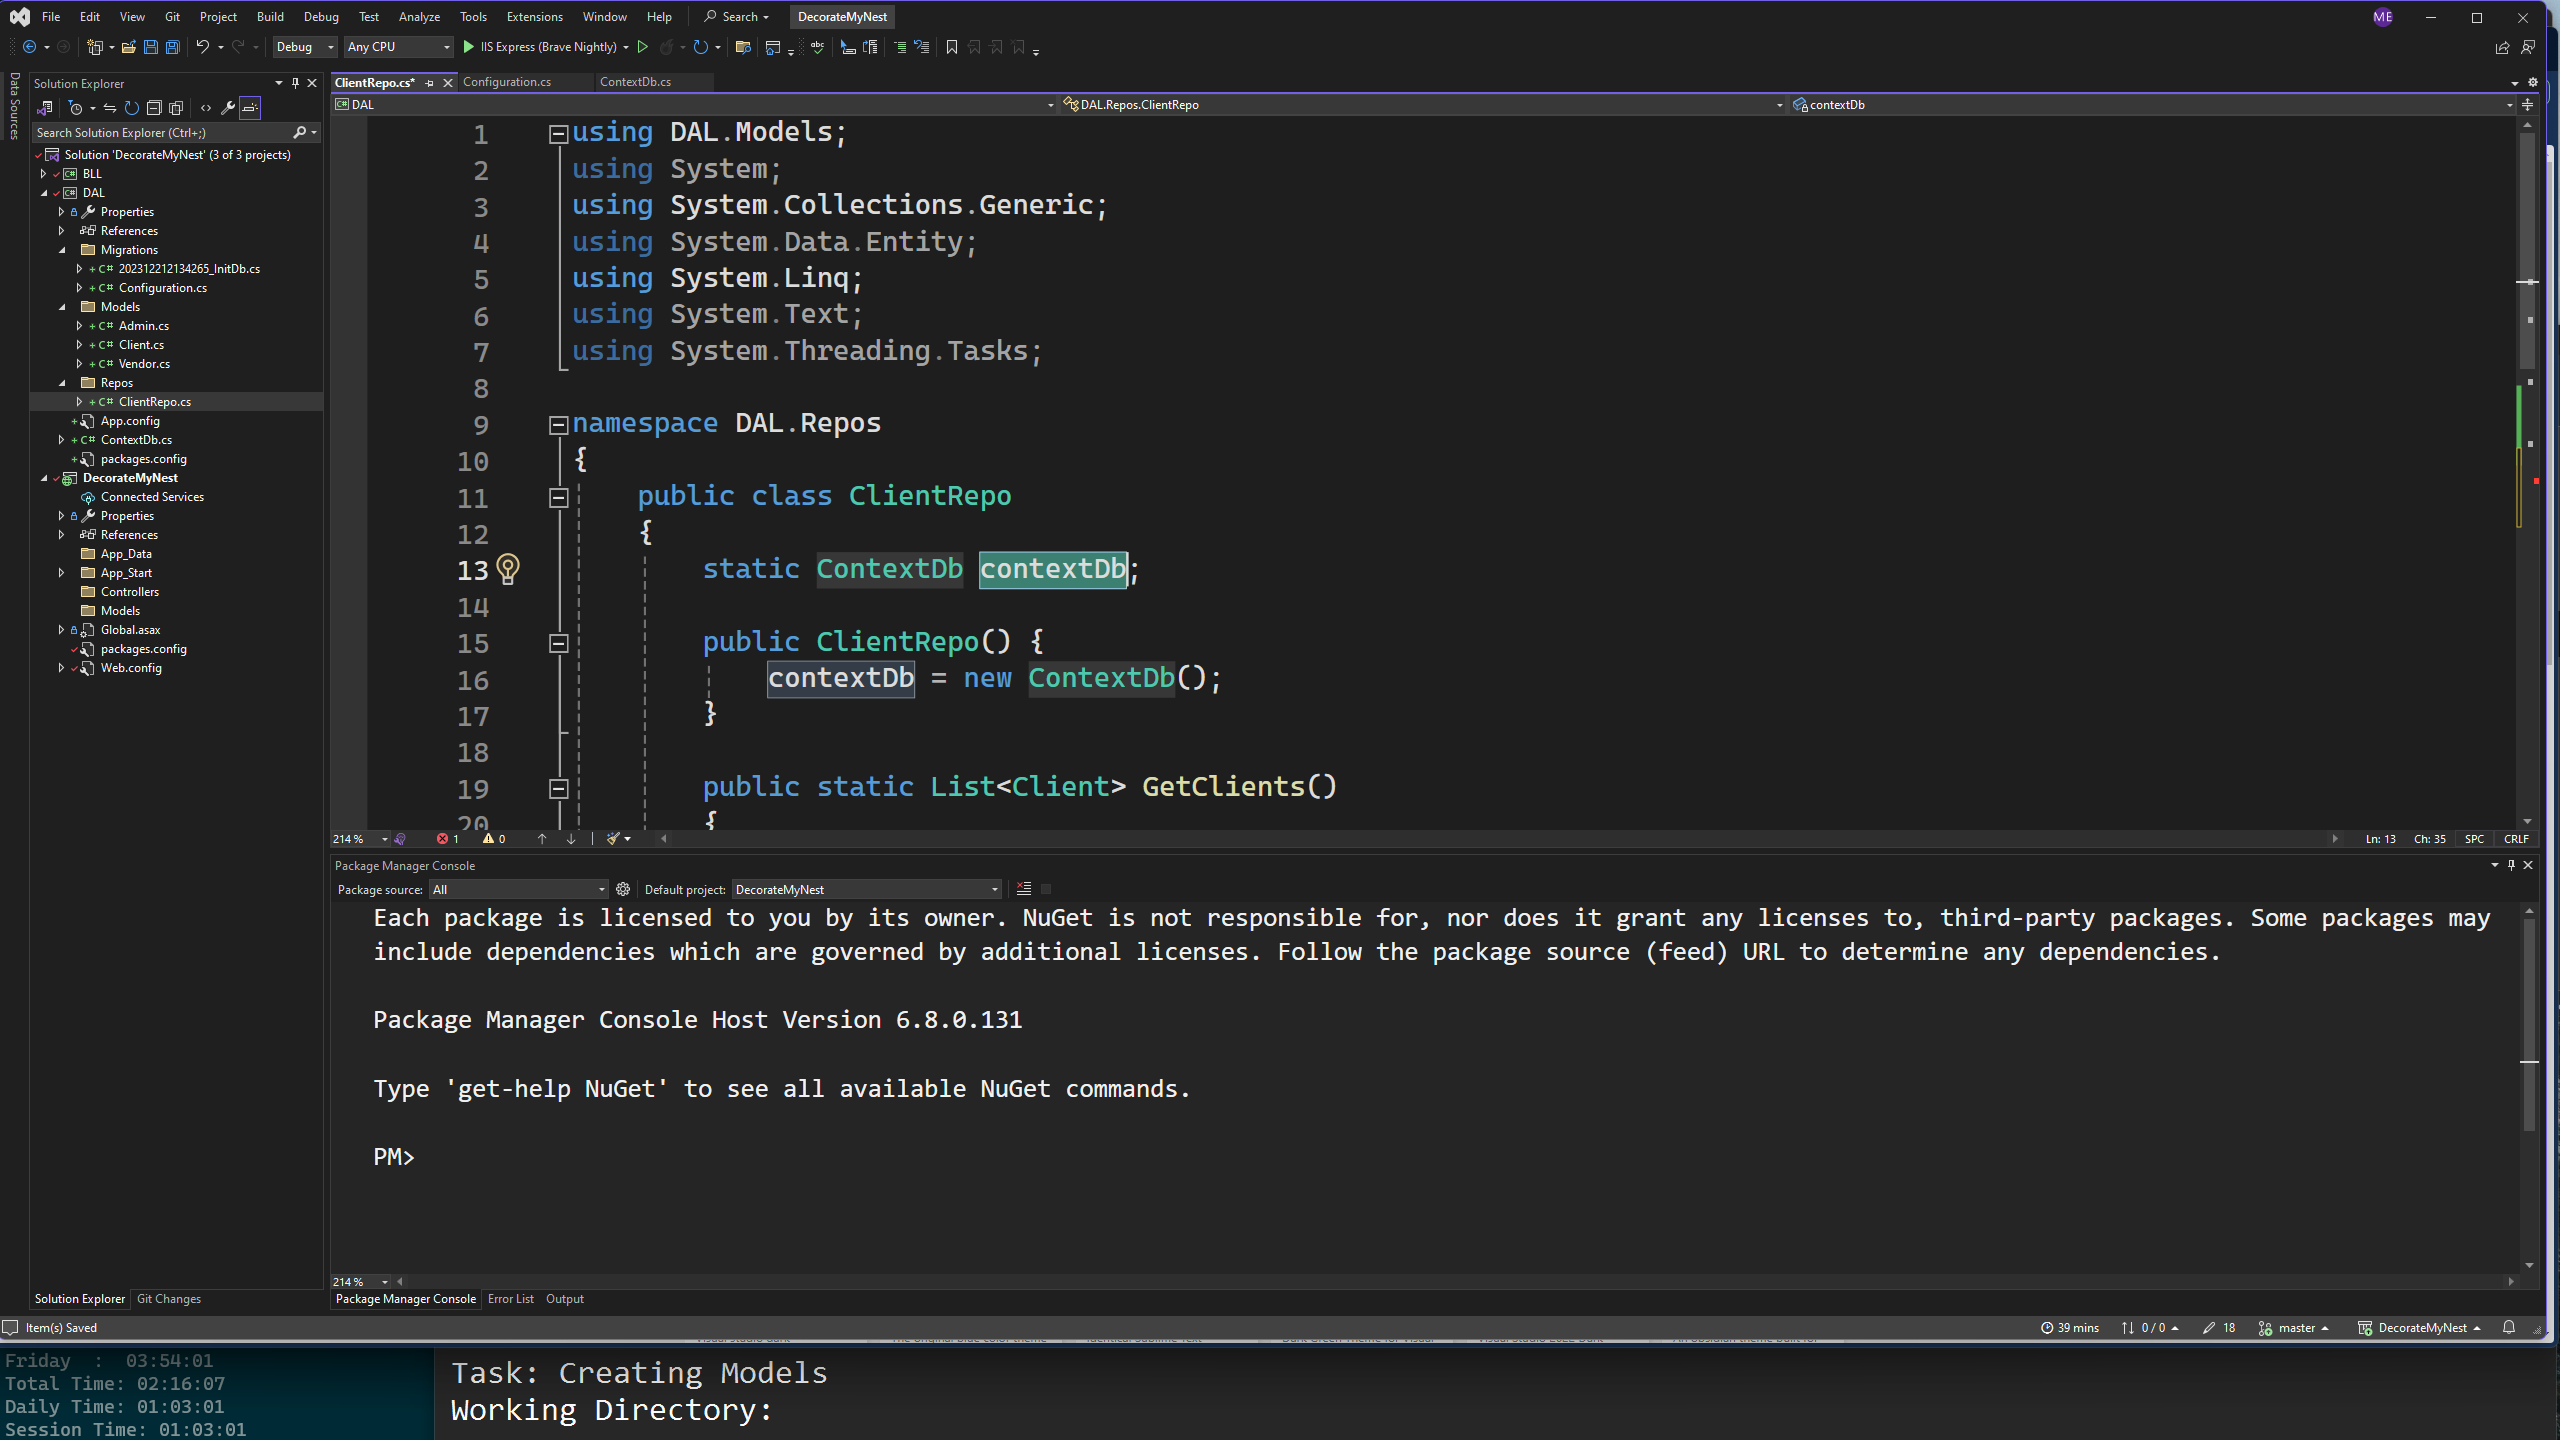 File Edit View Git Project Build Debug Test Analyze Tools Extensions Window Help Search DecorateMyNest ME
Debug Any CPU IIS Express (Brave Nightly)
Data Sources
Solution Explorer
Search Solution Explorer (Ctrl+;)
Solution 'DecorateMyNest' (3 of 3 projects)
BLL
DAL
Properties
References
Migrations
202312212134265_InitDb.cs
Configuration.cs
Models
Admin.cs
Client.cs
Vendor.cs
Repos
ClientRepo.cs
App.config
ContextDb.cs
packages.config
DecorateMyNest
Connected Services
Properties
References
App_Data
App_Start
Controllers
Models
Global.asax
packages.config
Web.config
Solution Explorer Git Changes
ClientRepo.cs* Configuration.cs ContextDb.cs
DAL DAL.Repos.ClientRepo contextDb
1 using DAL.Models;
2 using System;
3 using System.Collections.Generic;
4 using System.Data.Entity;
5 using System.Linq;
6 using System.Text;
7 using System.Threading.Tasks;
8
9 namespace DAL.Repos
10 {
11 public class ClientRepo
12 {
13 static ContextDb contextDb;
14
15 public ClientRepo() {
16 contextDb = new ContextDb();
17 }
18
19 public static List<Client> GetClients()
20 {
214 % 1 0 Ln: 13 Ch: 35 SPC CRLF
Package Manager Console
Package source: All Default project: DecorateMyNest
Each package is licensed to you by its owner. NuGet is not responsible for, nor does it grant any licenses to, third-party packages. Some packages may
include dependencies which are governed by additional licenses. Follow the package source (feed) URL to determine any dependencies.
Package Manager Console Host Version 6.8.0.131
Type 'get-help NuGet' to see all available NuGet commands.
PM>
214 %
Package Manager Console Error List Output
Item(s) Saved 39 mins 0 / 0 18 master DecorateMyNest
Friday : 03:54:01
Total Time: 02:16:07
Daily Time: 01:03:01
Session Time: 01:03:01
Task: Creating Models
Working Directory: